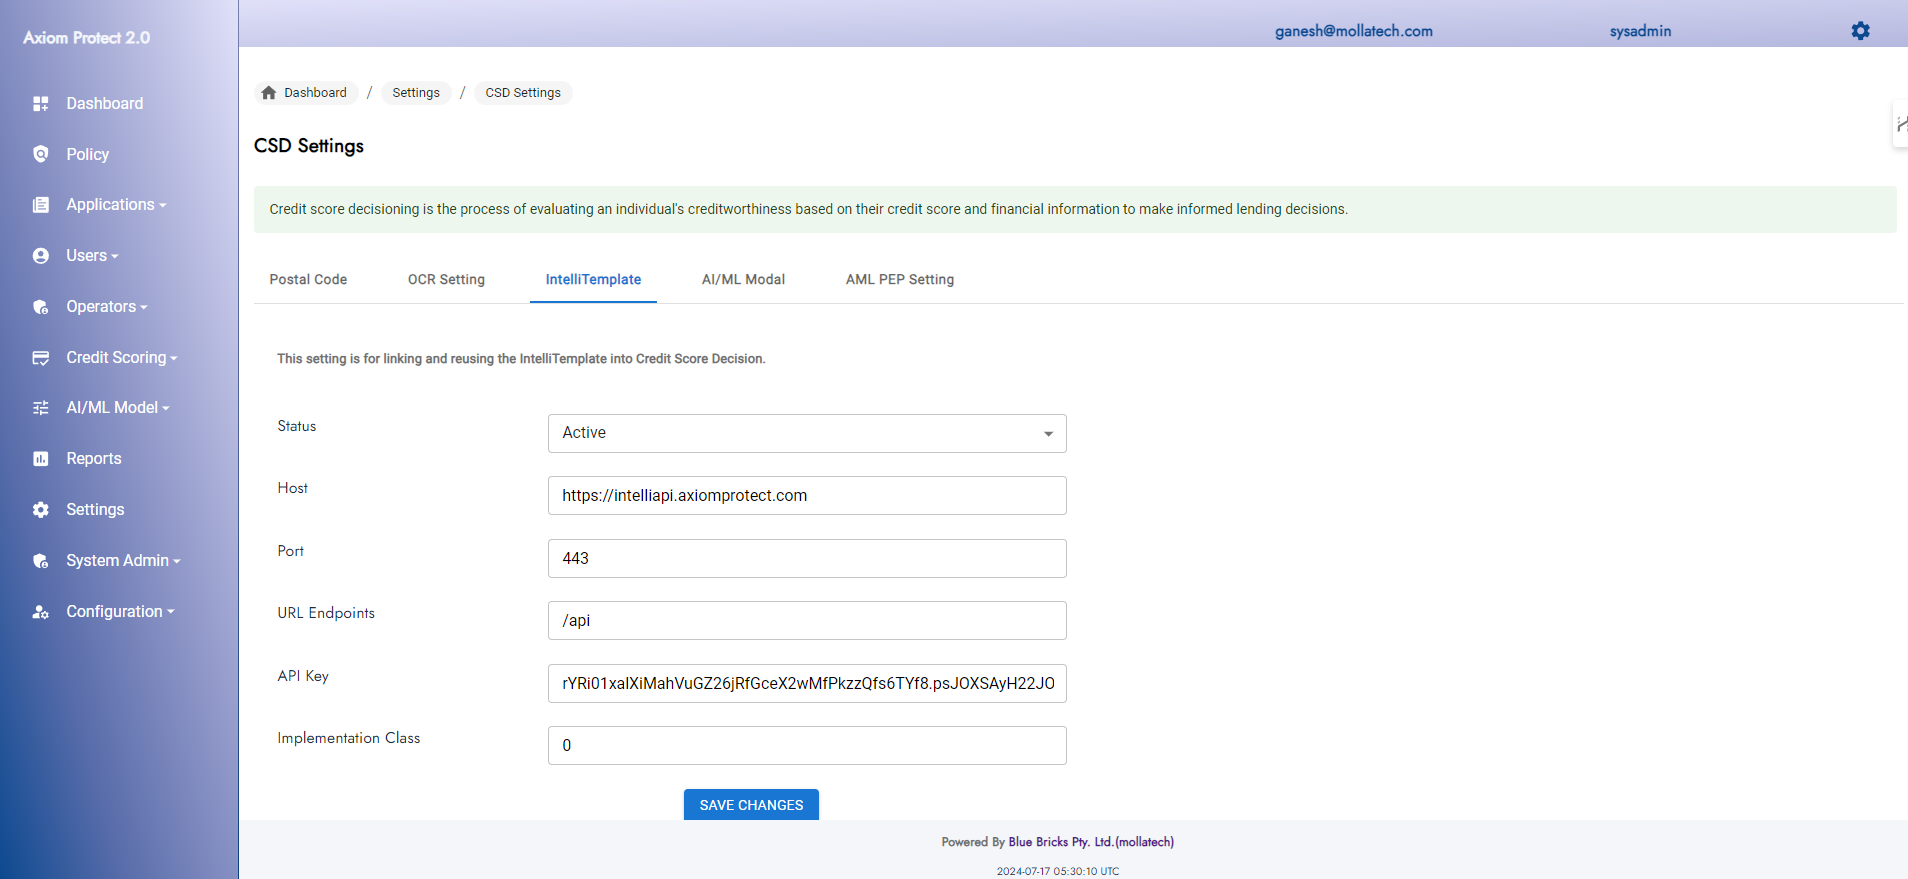 Axiom Protect 2.0
ganesh@mollatech.com
sysadmin
Dashboard
Policy
Applications
Users
Operators
Credit Scoring
AI/ML Model
Reports
Settings
System Admin
Configuration
Dashboard / Settings / CSD Settings
CSD Settings
Credit score decisioning is the process of evaluating an individual's creditworthiness based on their credit score and financial information to make informed lending decisions.
Postal Code
OCR Setting
IntelliTemplate
AI/ML Modal
AML PEP Setting
This setting is for linking and reusing the IntelliTemplate into Credit Score Decision.
Status
Active
Host
https://intelliapi.axiomprotect.com
Port
443
URL Endpoints
/api
API Key
rYRi01xalXiMahVuGZ26jRfGceX2wMfPkzzQfs6TYf8.psJOXSAyH22JO
Implementation Class
0
SAVE CHANGES
Powered By Blue Bricks Pty. Ltd.(mollatech)
2024-07-17 05:30:10 UTC